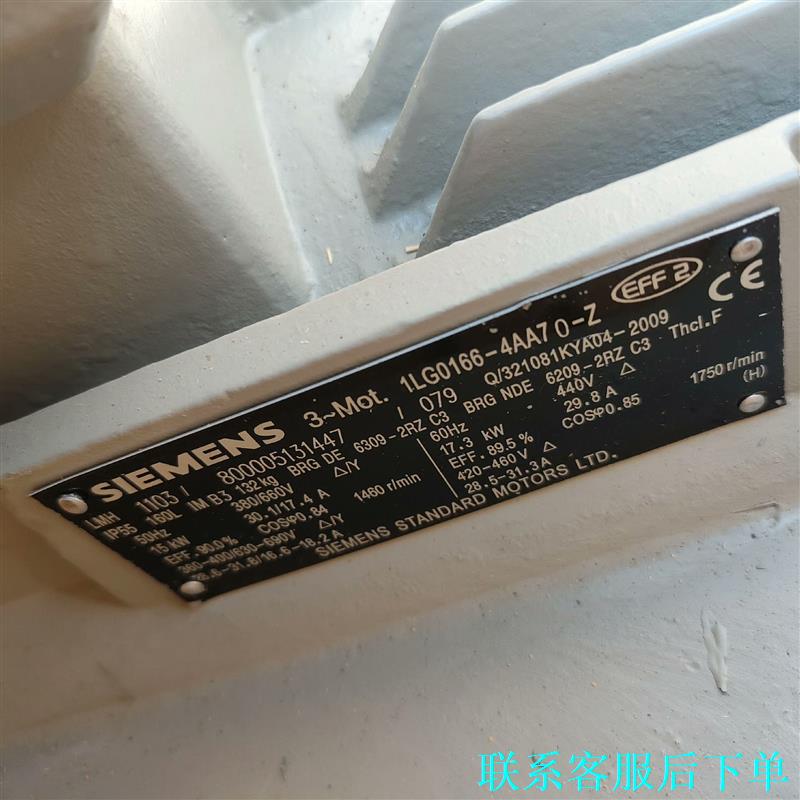 SIEMENS 3~Mot. 1LG0166-4AA70-Z EFF 2 CE
LMH 1103 / 800005131447 / 079 Q/321081KYA04-2009 Thcl.F
IP55 160L IM B3 132kg BRG DE 6309-2RZ C3 BRG NDE 6209-2RZ C3
50Hz 380/660V Δ/Y 60Hz 440V Δ
15 kW 30.1/17.4 A 17.3 kW 29.8 A
EFF. 90.0% COSφ0.84 1460 r/min EFF. 89.5% COSφ0.85 1750 r/min
360-400/630-690V Δ/Y 420-460 V Δ (H)
28.6-31.6/16.6-18.2 A 28.5-31.3 A
SIEMENS STANDARD MOTORS LTD.
联系客服后下单